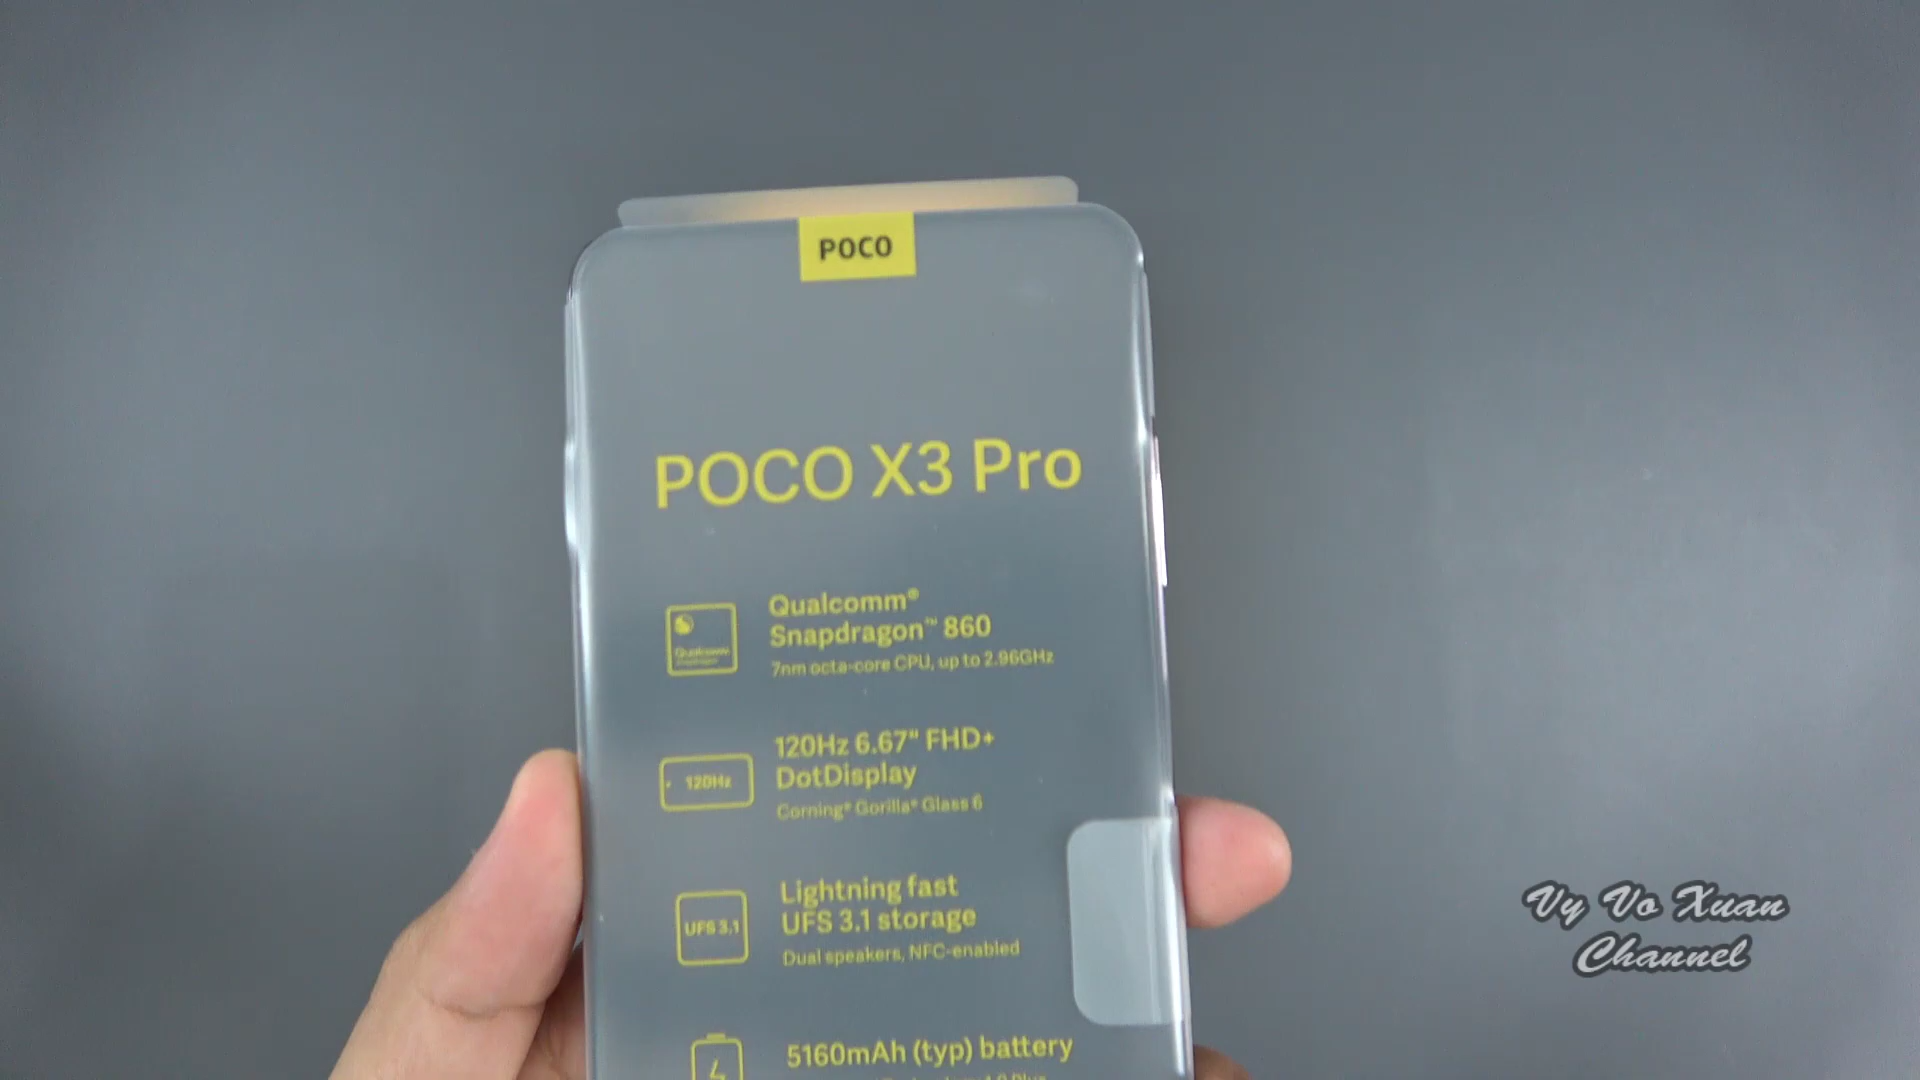 POCO
POCO X3 Pro
Qualcomm
Qualcomm®
Snapdragon™ 860
7nm octa-core CPU, up to 2.96GHz
120Hz
120Hz 6.67" FHD+
DotDisplay
Corning® Gorilla® Glass 6
UFS 3.1
Lightning fast
UFS 3.1 storage
Dual speakers, NFC-enabled
5160mAh (typ) battery
Vy Vo Xuan
Channel